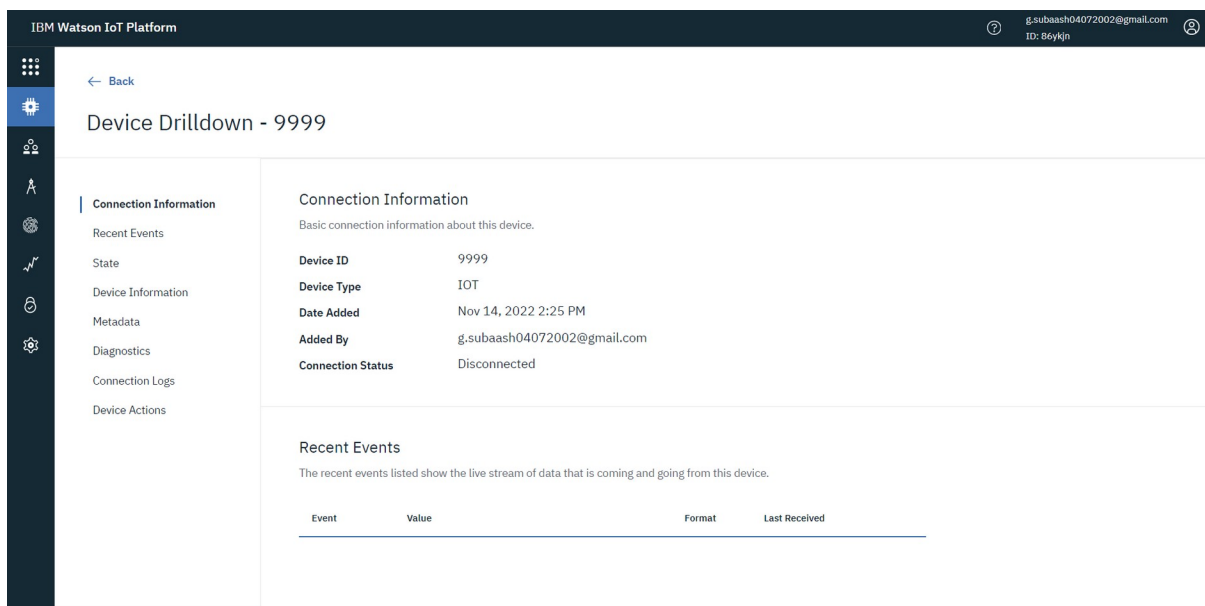 IBM Watson IoT Platform
g.subaash04072002@gmail.com
ID: 86ykjn
← Back
Device Drilldown - 9999
Connection Information
Recent Events
State
Device Information
Metadata
Diagnostics
Connection Logs
Device Actions
Connection Information
Basic connection information about this device.
Device ID 9999
Device Type IOT
Date Added Nov 14, 2022 2:25 PM
Added By g.subaash04072002@gmail.com
Connection Status Disconnected
Recent Events
The recent events listed show the live stream of data that is coming and going from this device.
Event Value Format Last Received